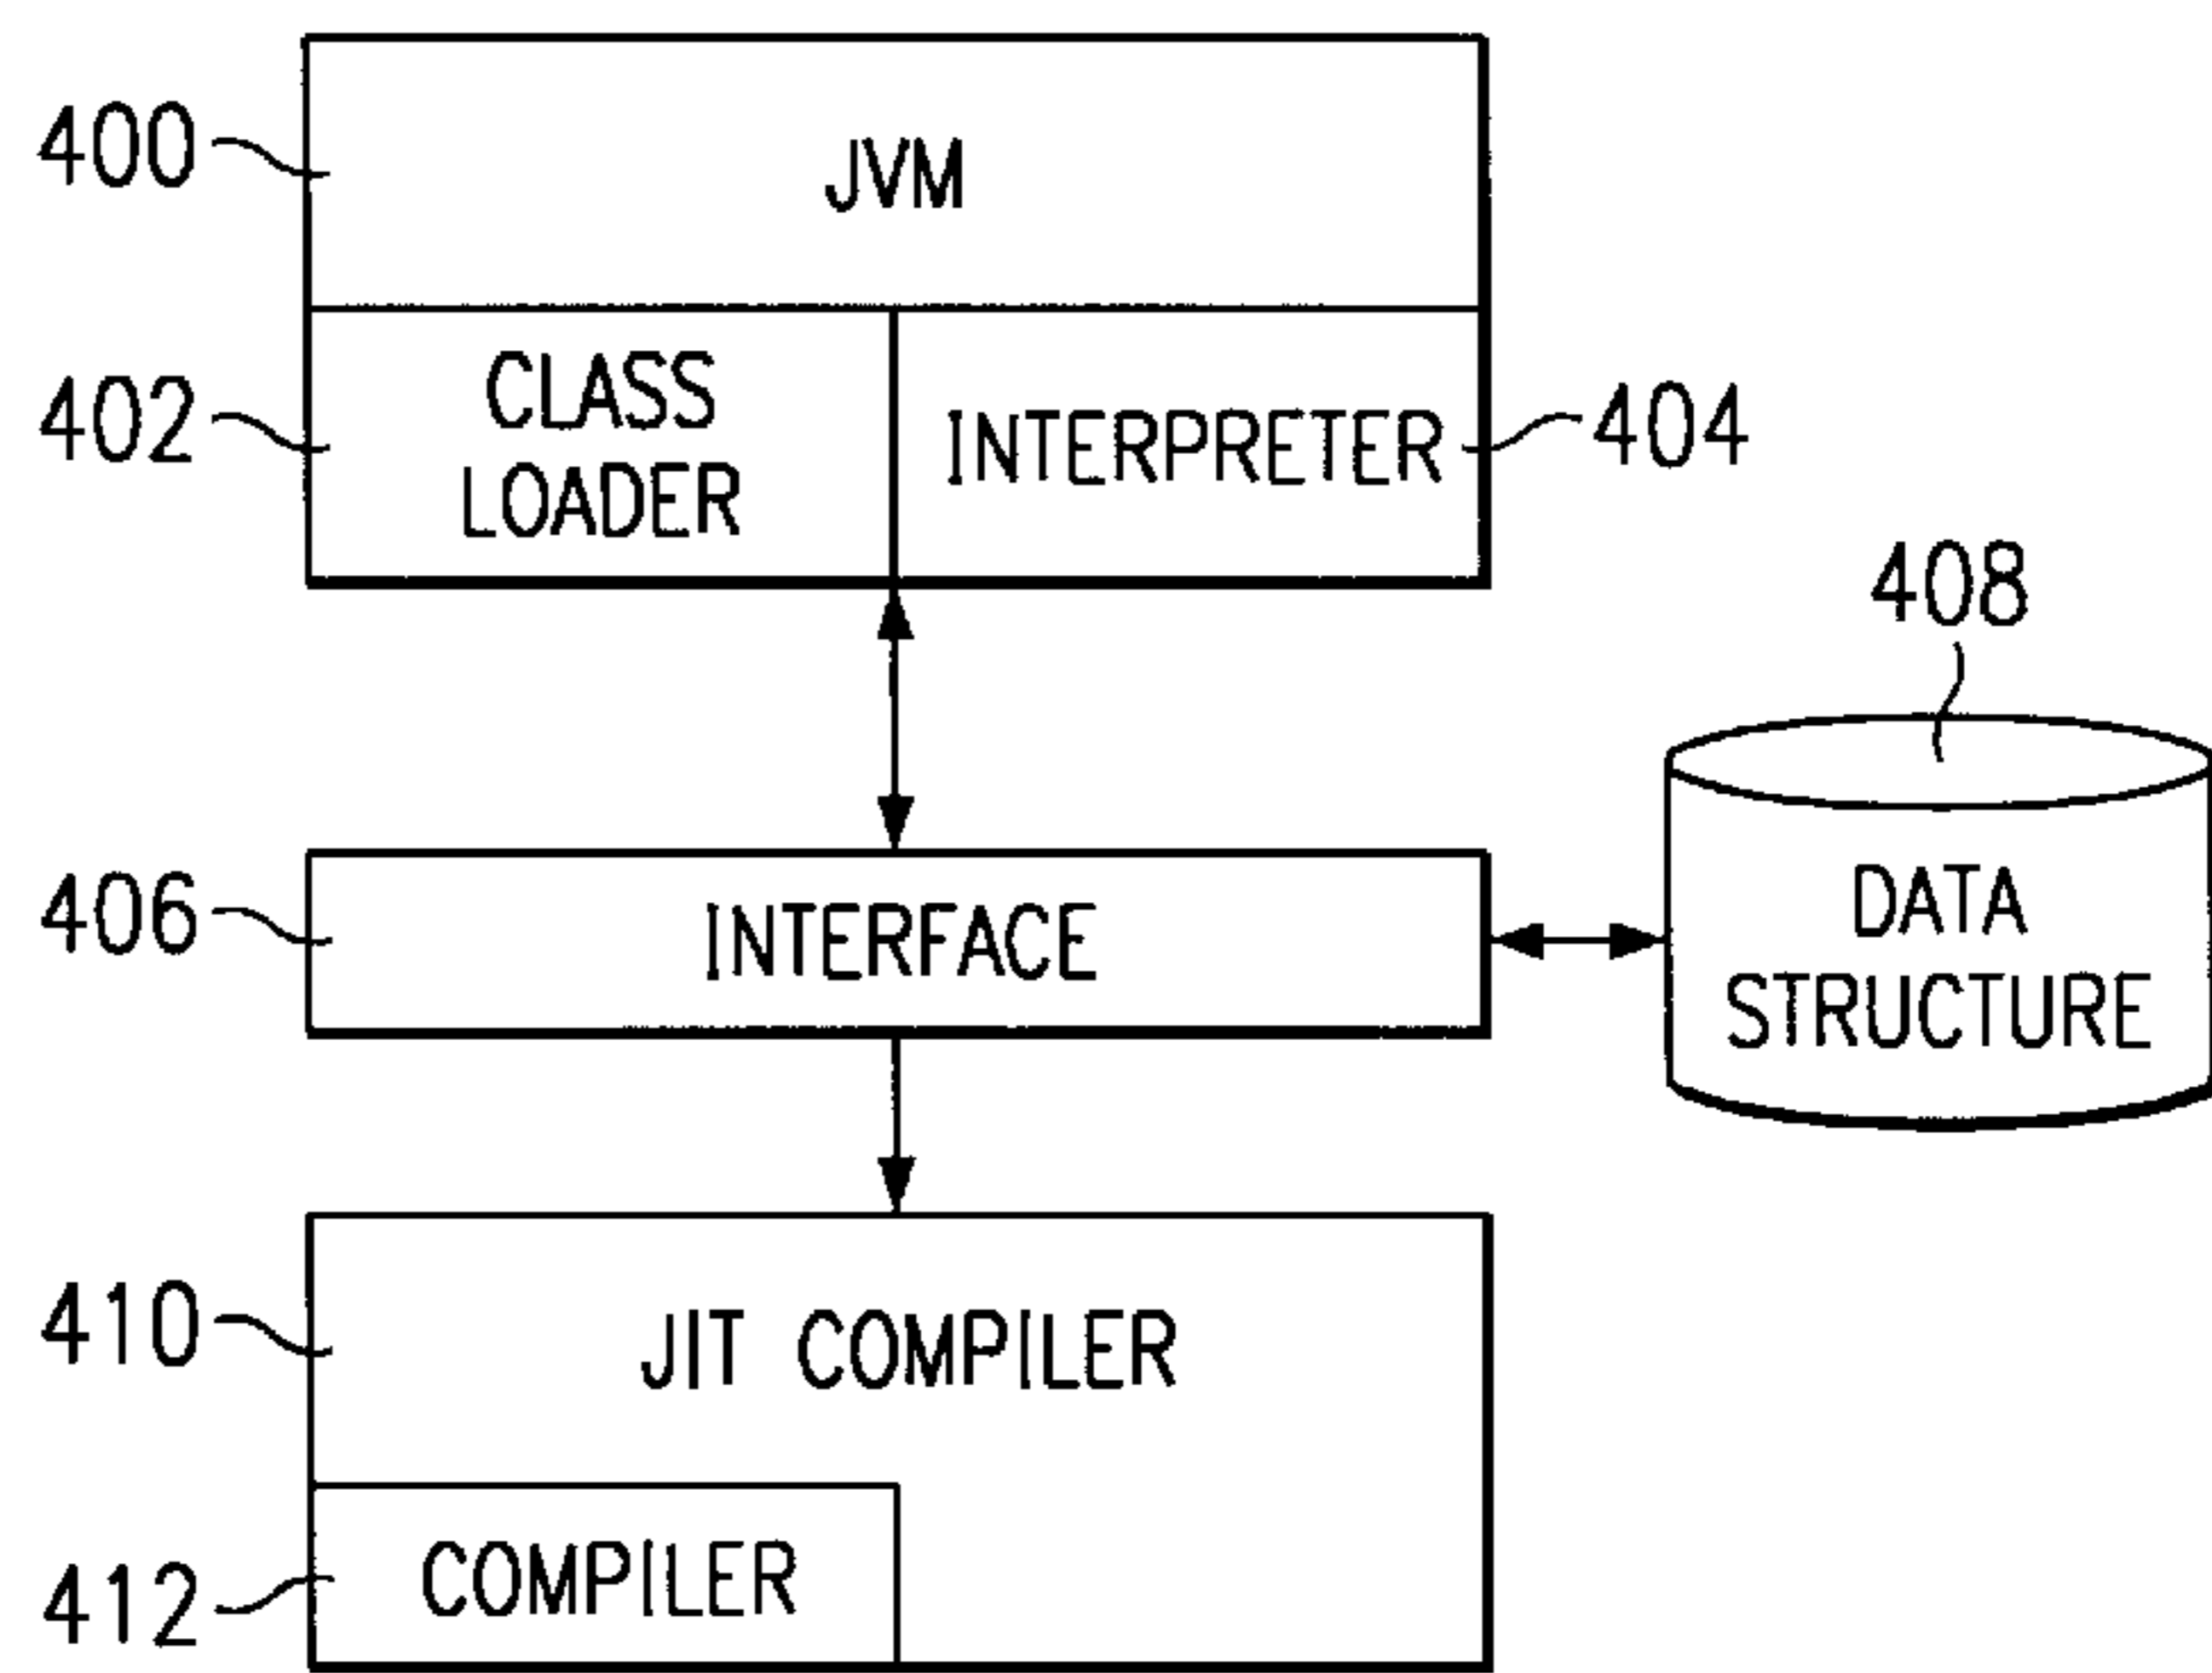 400
JVM
402
CLASS
LOADER
INTERPRETER
404
408
406
INTERFACE
DATA
STRUCTURE
410
JIT COMPILER
412
COMPILER